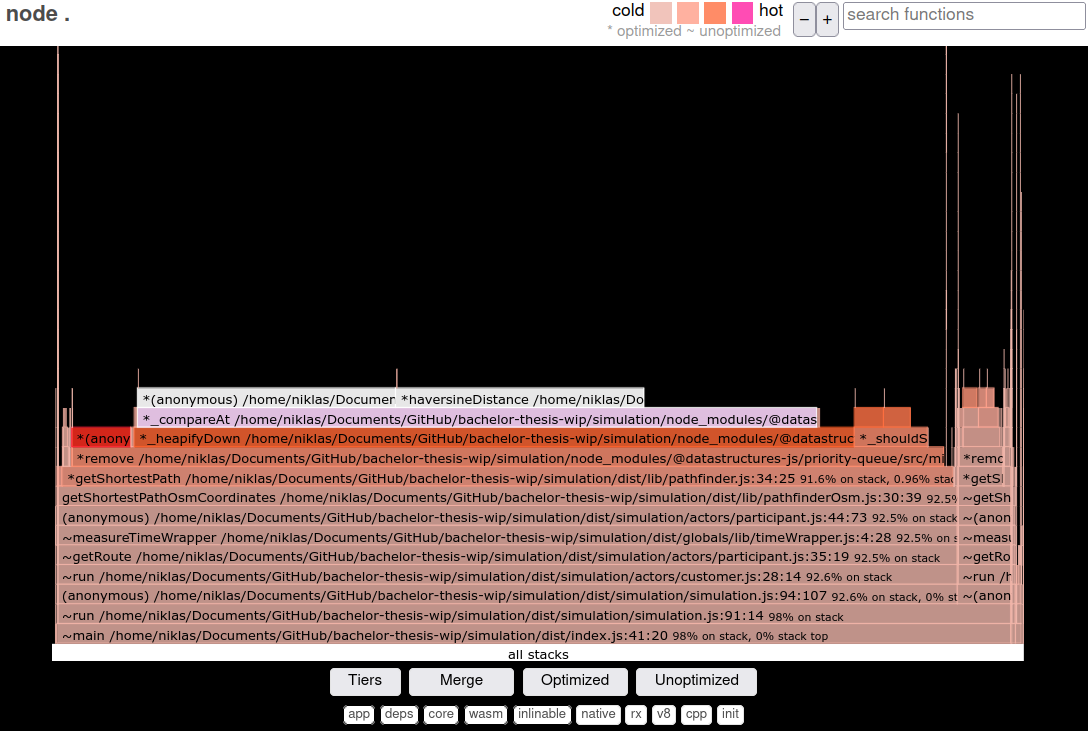 node .
cold hot
* optimized ~ unoptimized
− +
search functions
*(anonymous) /home/niklas/Documen *haversineDistance /home/niklas/Do
*_compareAt /home/niklas/Documents/GitHub/bachelor-thesis-wip/simulation/node_modules/@datas
*(anony *_heapifyDown /home/niklas/Documents/GitHub/bachelor-thesis-wip/simulation/node_modules/@datastruc *_shouldS
*remove /home/niklas/Documents/GitHub/bachelor-thesis-wip/simulation/node_modules/@datastructures-js/priority-queue/src/mi *remo
*getShortestPath /home/niklas/Documents/GitHub/bachelor-thesis-wip/simulation/dist/lib/pathfinder.js:34:25 91.6% on stack, 0.96% stac *getS
getShortestPathOsmCoordinates /home/niklas/Documents/GitHub/bachelor-thesis-wip/simulation/dist/lib/pathfinderOsm.js:30:39 92.5% ~getSh
(anonymous) /home/niklas/Documents/GitHub/bachelor-thesis-wip/simulation/dist/simulation/actors/participant.js:44:73 92.5% on stack ~(anon
~measureTimeWrapper /home/niklas/Documents/GitHub/bachelor-thesis-wip/simulation/dist/globals/lib/timeWrapper.js:4:28 92.5% on s ~measu
~getRoute /home/niklas/Documents/GitHub/bachelor-thesis-wip/simulation/dist/simulation/actors/participant.js:35:19 92.5% on stack ~getRo
~run /home/niklas/Documents/GitHub/bachelor-thesis-wip/simulation/dist/simulation/actors/customer.js:28:14 92.6% on stack ~run /h
(anonymous) /home/niklas/Documents/GitHub/bachelor-thesis-wip/simulation/dist/simulation/simulation.js:94:107 92.6% on stack, 0% st ~(anon
~run /home/niklas/Documents/GitHub/bachelor-thesis-wip/simulation/dist/simulation/simulation.js:91:14 98% on stack
~main /home/niklas/Documents/GitHub/bachelor-thesis-wip/simulation/dist/index.js:41:20 98% on stack, 0% stack top
all stacks
Tiers Merge Optimized Unoptimized
app deps core wasm inlinable native rx v8 cpp init